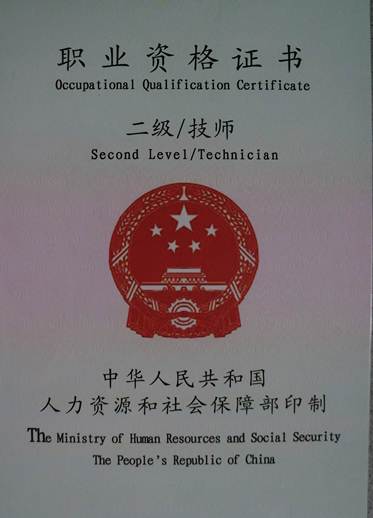 职业资格证书
Occupational Qualification Certificate
二级/技师
Second Level/Technician
中华人民共和国
人力资源和社会保障部印制
The Ministry of Human Resources and Social Security
The People's Republic of China